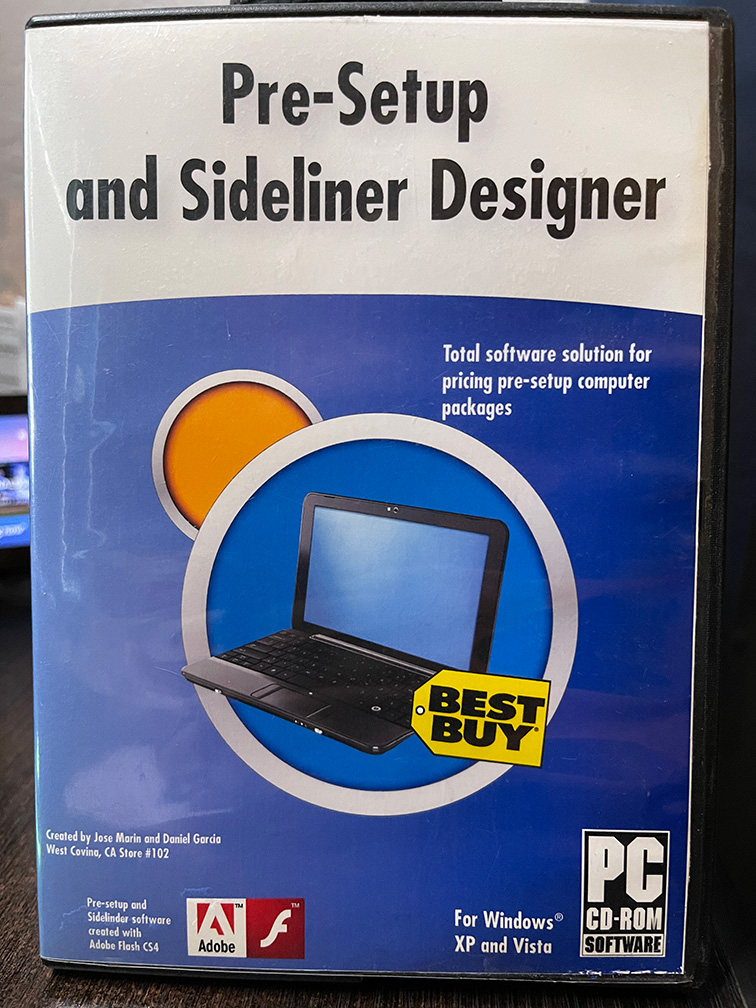 Pre-Setup
and Sideliner Designer
Total software solution for
pricing pre-setup computer
packages
BEST
BUY®
Created by Jose Marin and Daniel Garcia
West Covina, CA Store #102
Pre-setup and
Sidelinder software
created with
Adobe Flash CS4
Adobe™
f™
For Windows®
XP and Vista
PC
CD-ROM
SOFTWARE